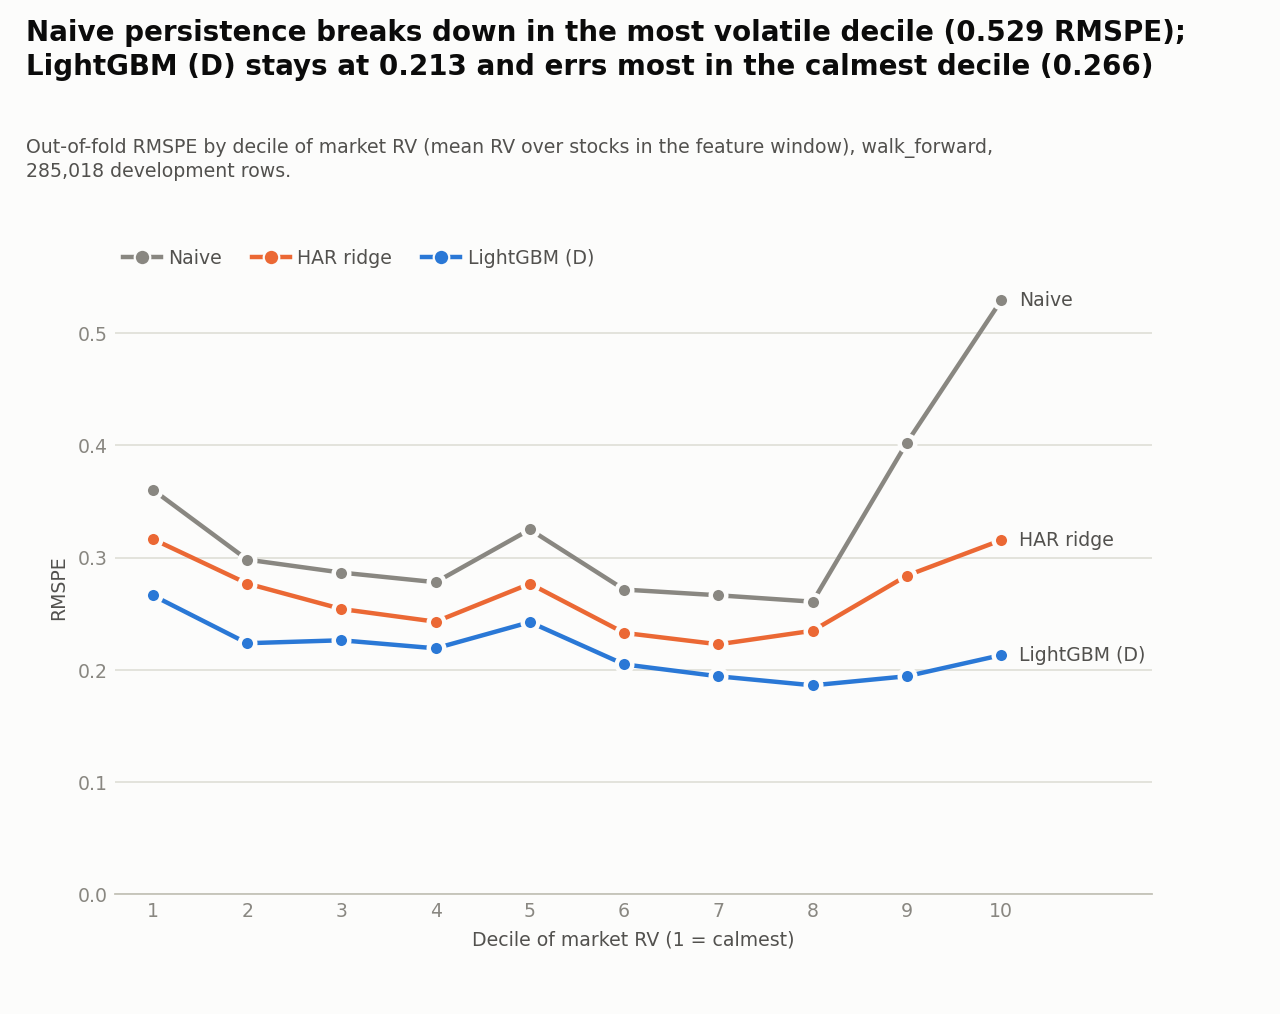 Naive persistence breaks down in the most volatile decile (0.529 RMSPE);
LightGBM (D) stays at 0.213 and errs most in the calmest decile (0.266)
Out-of-fold RMSPE by decile of market RV (mean RV over stocks in the feature window), walk_forward,
285,018 development rows.
Naive
HAR ridge
LightGBM (D)
Naive
HAR ridge
LightGBM (D)
RMSPE
0.5
0.4
0.3
0.2
0.1
0.0
1 2 3 4 5 6 7 8 9 10
Decile of market RV (1 = calmest)